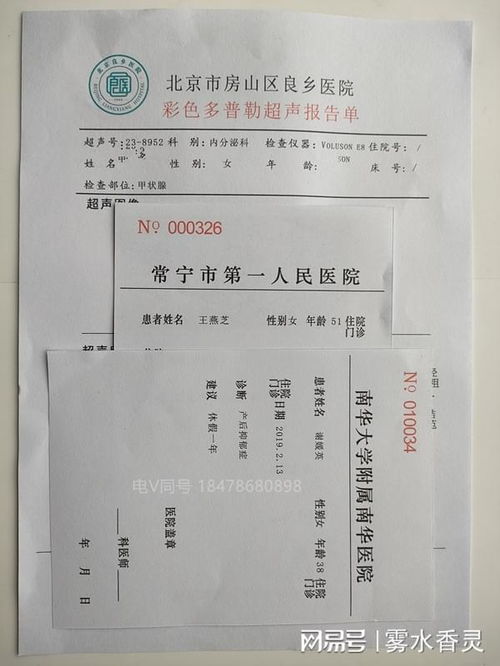 北京市房山区良乡医院
彩色多普勒超声报告单
超声号:23-8952 科 别:内分泌科 检查仪器:VOLUSON E8 住院号: /
姓 名:甲 性 别: 女 年 龄: SON 床 号: /
检查部位:甲状腺
超声图像
No 000326
常宁市第一人民医院
患者姓名 王燕芝 性别 女 年龄 51 住院
门诊
No 010034
南华大学附属南华医院
患者姓名 谢媛英 性别 女 年龄 38 住院
门诊
住院
门诊 日期 2019.2.13
诊断 产后抑郁症
建议 休假一年
医院盖章
科医师
年 月 日
电V同号 18478680898
网易号 | 雾水香灵